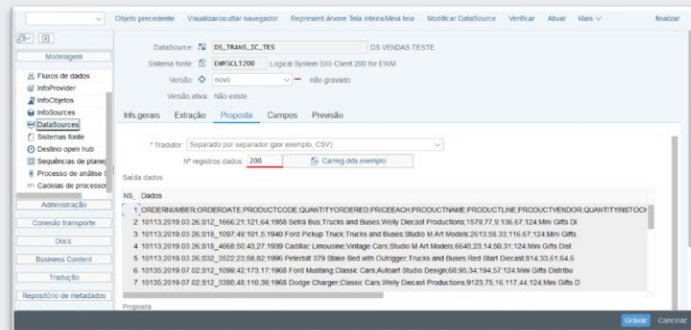 Objeto precedente Visualizar/ocultar navegador Represent.árvore Tela inteira/Meia tela Modificar DataSource Verificar Ativar Mais finalizar
Modelagem
Fluxos de dados
InfoProvider
InfoObjetos
InfoSources
DataSources
Sistemas fonte
Destino open hub
Sequências de planej
Processo de análise S
Cadeias de processos
Administração
Conexão transporte
Docs
Business Content
Tradução
Repositório de metadados
DataSource: DS_TRANS_IC_TES DS VENDAS TESTE
Sistema fonte: EWMSCLT200 Logical System SXS Client 200 for EWM
Versão: novo não gravado
Versão ativa: Não existe
Infs.gerais Extração Proposta Campos Previsão
* Tradutor: Separado por separador (por exemplo, CSV)
Nº registros dados: 200 Carreg.dds exemplo
Saída dados
NS_ Dados
1 ORDERNUMBER;ORDERDATE;PRODUCTCODE;QUANTITYORDERED;PRICEEACH;PRODUCTNAME;PRODUCTLINE;PRODUCTVENDOR;QUANTITYINSTOCK
2 10113;2019.03.26;S12_1666;21;121,64;1958 Setra Bus;Trucks and Buses;Welly Diecast Productions;1579;77,9;136,67;124;Mini Gifts Di
3 10113;2019.03.26;S18_1097;49;101,5;1940 Ford Pickup Truck;Trucks and Buses;Studio M Art Models;2613;58,33;116,67;124;Mini Gifts
4 10113;2019.03.26;S18_4668;50;43,27;1939 Cadillac Limousine;Vintage Cars;Studio M Art Models;6645;23,14;50,31;124;Mini Gifts Dist
5 10113;2019.03.26;S32_3522;23;58,82;1996 Peterbilt 379 Stake Bed with Outrigger;Trucks and Buses;Red Start Diecast;814;33,61;64,6
6 10135;2019.07.02;S12_1099;42;173,17;1968 Ford Mustang;Classic Cars;Autoart Studio Design;68;95,34;194,57;124;Mini Gifts Distribu
7 10135;2019.07.02;S12_3380;48;110,39;1968 Dodge Charger;Classic Cars;Welly Diecast Productions;9123;75,16;117,44;124;Mini Gifts D
Proposta
Gravar Cancelar